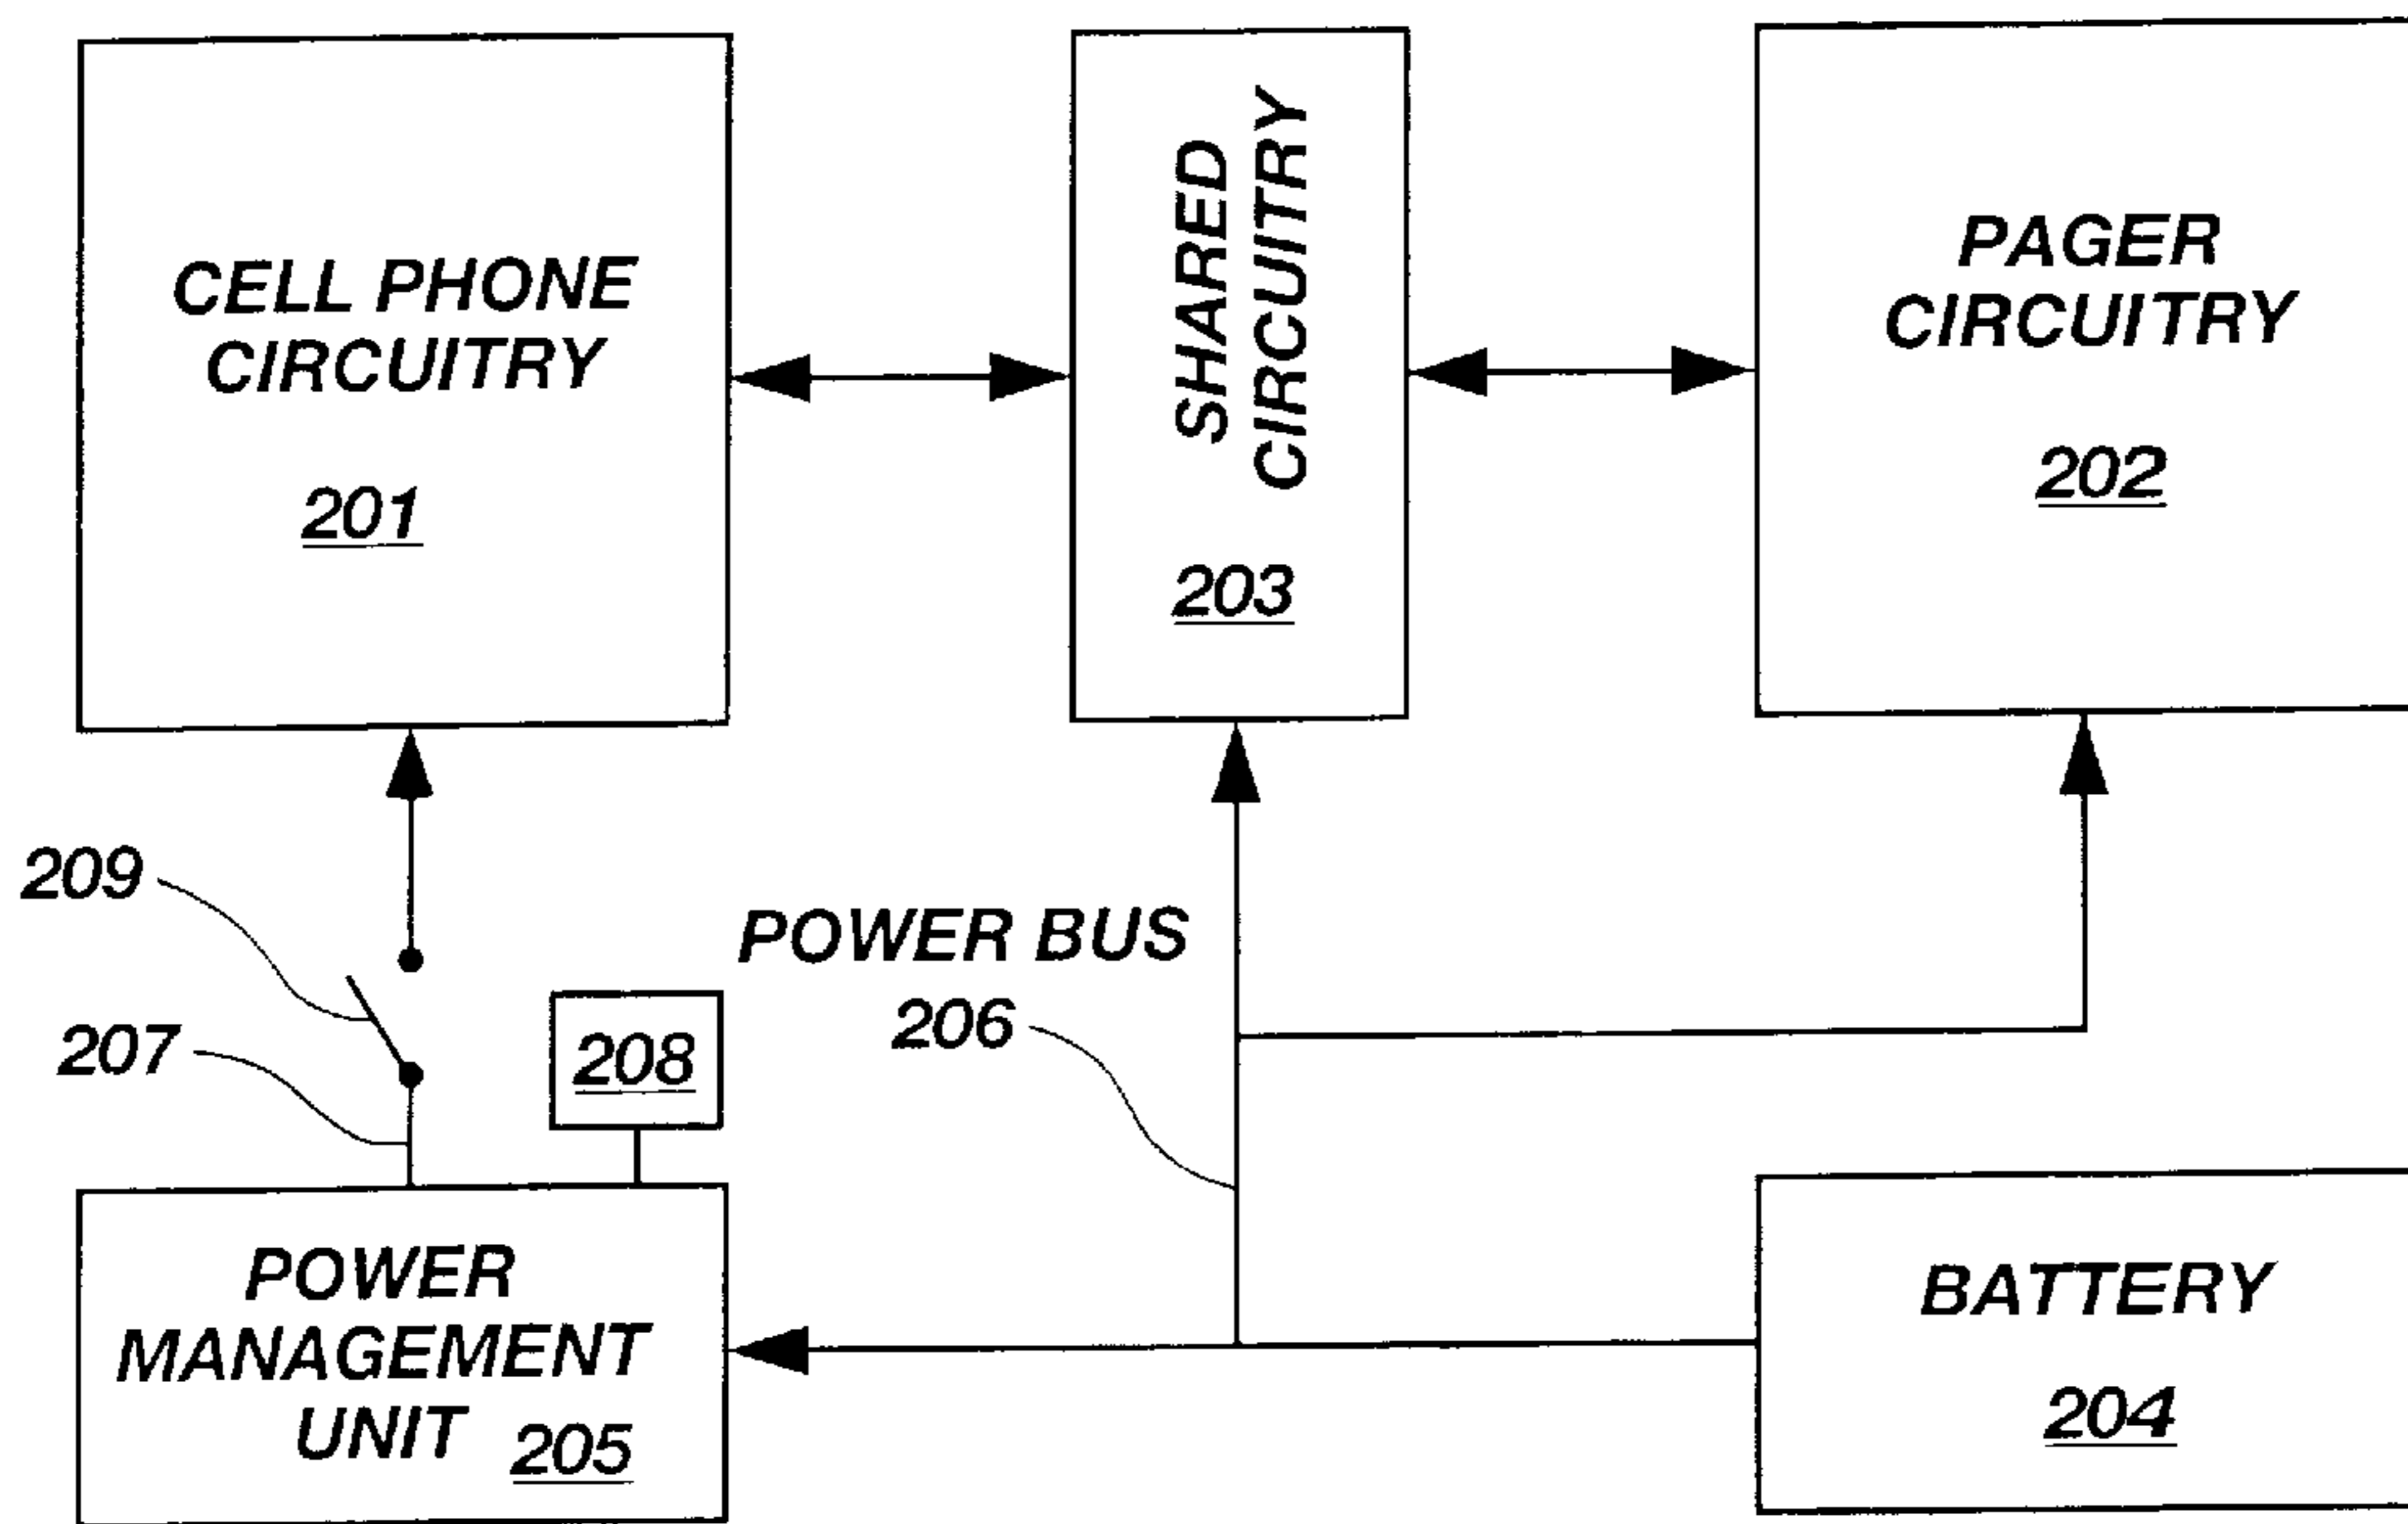 CELL PHONE
CIRCUITRY
201
SHARED
CIRCUITRY
203
PAGER
CIRCUITRY
202
209
207
208
POWER BUS
206
POWER
MANAGEMENT
UNIT 205
BATTERY
204